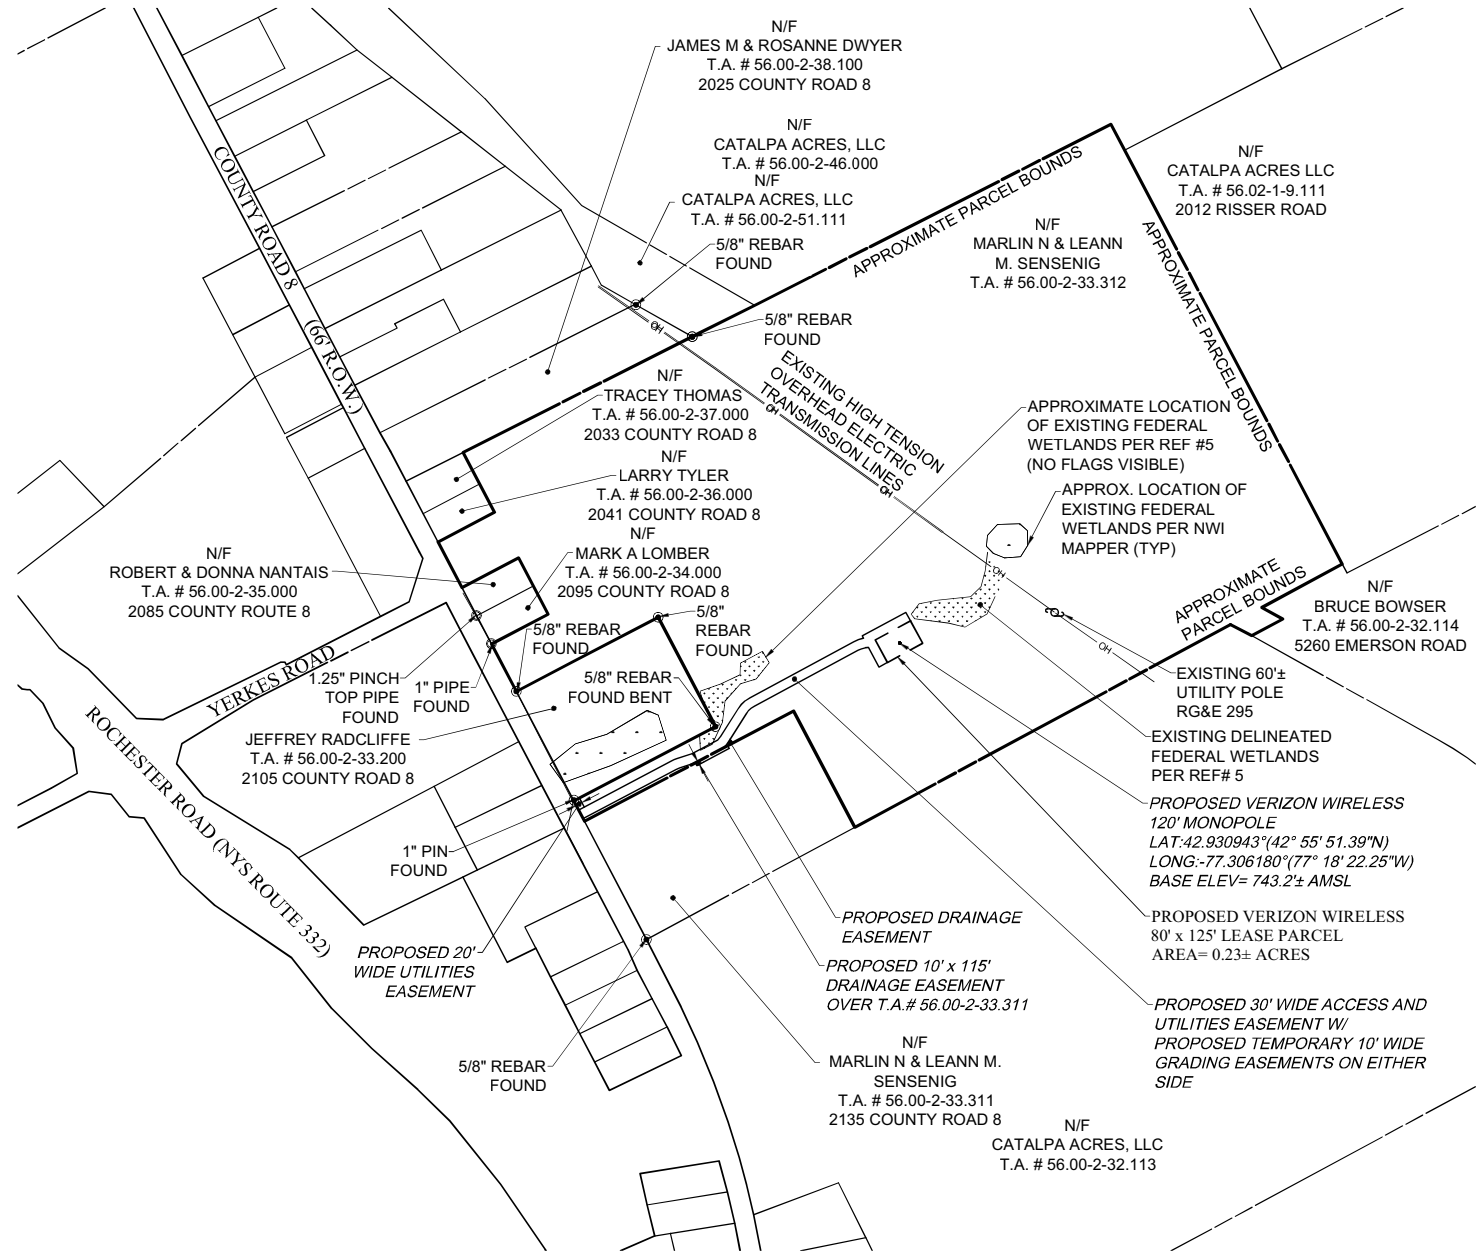 N/F
JAMES M & ROSANNE DWYER
T.A. # 56.00-2-38.100
2025 COUNTY ROAD 8
N/F
CATALPA ACRES, LLC
T.A. # 56.00-2-46.000
N/F
CATALPA ACRES, LLC
T.A. # 56.00-2-51.111
5/8" REBAR
FOUND
N/F
CATALPA ACRES LLC
T.A. # 56.02-1-9.111
2012 RISSER ROAD
APPROXIMATE PARCEL BOUNDS
N/F
MARLIN N & LEANN
M. SENSENIG
T.A. # 56.00-2-33.312
APPROXIMATE PARCEL BOUNDS
COUNTY ROAD 8
(66' R.O.W.)
5/8" REBAR
FOUND
OH
EXISTING HIGH TENSION
OVERHEAD ELECTRIC
TRANSMISSION LINES
OH
OH
N/F
TRACEY THOMAS
T.A. # 56.00-2-37.000
2033 COUNTY ROAD 8
APPROXIMATE LOCATION
OF EXISTING FEDERAL
WETLANDS PER REF #5
(NO FLAGS VISIBLE)
N/F
LARRY TYLER
T.A. # 56.00-2-36.000
2041 COUNTY ROAD 8
APPROX. LOCATION OF
EXISTING FEDERAL
WETLANDS PER NWI
MAPPER (TYP)
N/F
MARK A LOMBER
T.A. # 56.00-2-34.000
2095 COUNTY ROAD 8
N/F
ROBERT & DONNA NANTAIS
T.A. # 56.00-2-35.000
2085 COUNTY ROUTE 8
OH
OH
APPROXIMATE
PARCEL BOUNDS
N/F
BRUCE BOWSER
T.A. # 56.00-2-32.114
5260 EMERSON ROAD
5/8" REBAR
FOUND
5/8"
REBAR
FOUND
YERKES ROAD
1.25" PINCH
TOP PIPE
FOUND
1" PIPE
FOUND
5/8" REBAR
FOUND BENT
EXISTING 60'±
UTILITY POLE
RG&E 295
ROCHESTER ROAD (NYS ROUTE 332)
JEFFREY RADCLIFFE
T.A. # 56.00-2-33.200
2105 COUNTY ROAD 8
EXISTING DELINEATED
FEDERAL WETLANDS
PER REF# 5
PROPOSED VERIZON WIRELESS
120' MONOPOLE
LAT:42.930943°(42° 55' 51.39"N)
LONG:-77.306180°(77° 18' 22.25"W)
BASE ELEV= 743.2'± AMSL
1" PIN
FOUND
PROPOSED DRAINAGE
EASEMENT
PROPOSED VERIZON WIRELESS
80' x 125' LEASE PARCEL
AREA= 0.23± ACRES
PROPOSED 20'
WIDE UTILITIES
EASEMENT
PROPOSED 10' x 115'
DRAINAGE EASEMENT
OVER T.A.# 56.00-2-33.311
PROPOSED 30' WIDE ACCESS AND
UTILITIES EASEMENT W/
PROPOSED TEMPORARY 10' WIDE
GRADING EASEMENTS ON EITHER
SIDE
5/8" REBAR
FOUND
N/F
MARLIN N & LEANN M.
SENSENIG
T.A. # 56.00-2-33.311
2135 COUNTY ROAD 8
N/F
CATALPA ACRES, LLC
T.A. # 56.00-2-32.113